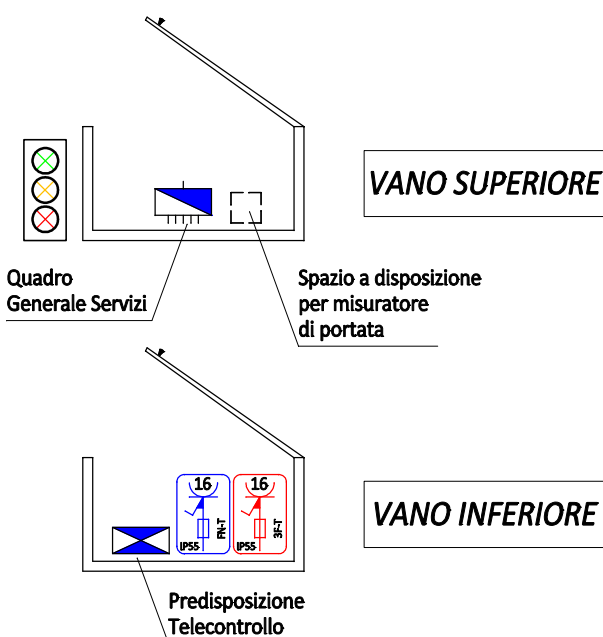 VANO SUPERIORE
Quadro
Generale Servizi
Spazio a disposizione
per misuratore
di portata
16
FN-T
IP55
16
3F-T
IP55
VANO INFERIORE
Predisposizione
Telecontrollo